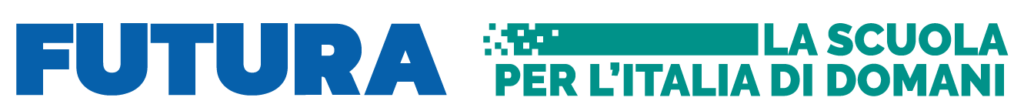 FUTURA
LA SCUOLA
PER L'ITALIA DI DOMANI